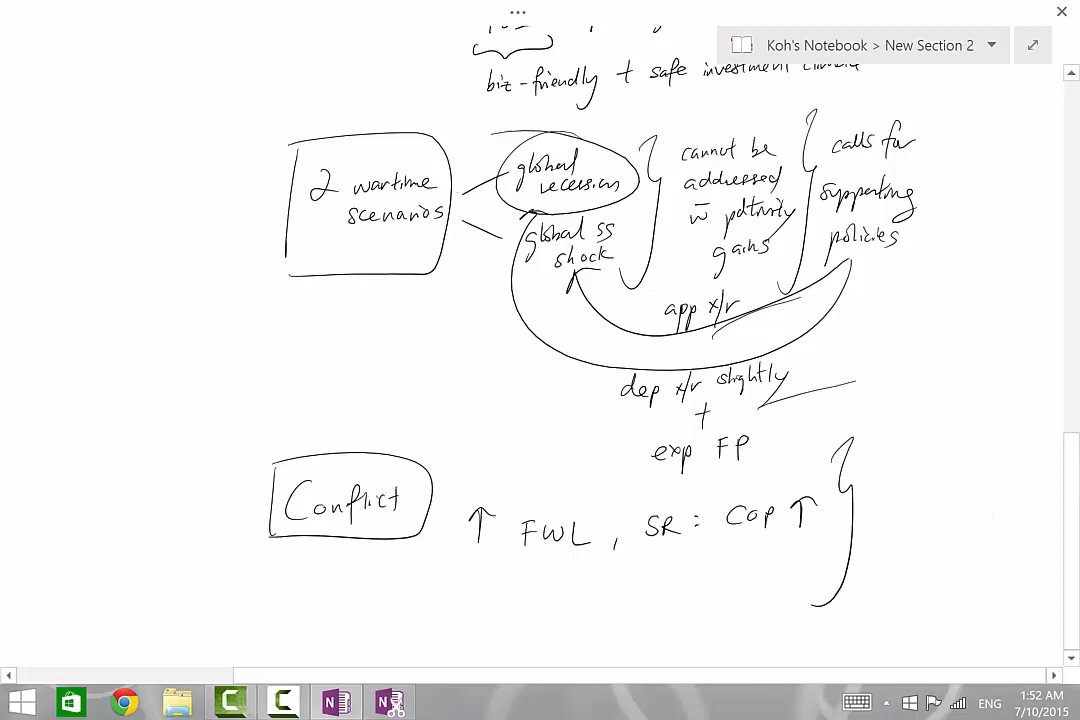 Koh's Notebook > New Section 2
biz-friendly + safe investment climate
2 wartime
scenarios
global
recession
global ss
shock
cannot be
addressed
w̄ pdtivity
gains
calls for
supporting
policies
app x/r
dep x/r slightly
+
exp FP
Conflict
↑ FWL, SR: COP ↑
ENG
1:52 AM
7/10/2015